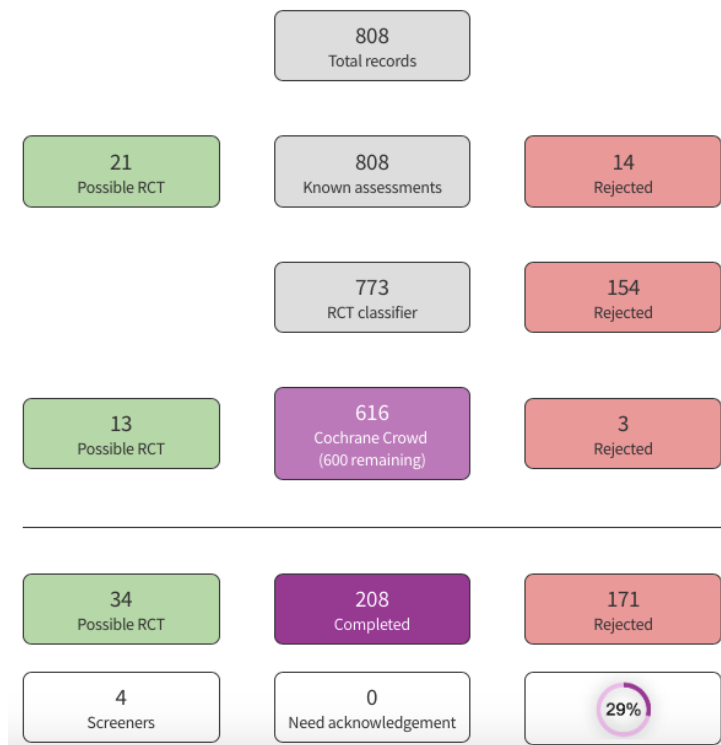 808
Total records
21
Possible RCT
808
Known assessments
14
Rejected
773
RCT classifier
154
Rejected
13
Possible RCT
616
Cochrane Crowd
(600 remaining)
3
Rejected
34
Possible RCT
208
Completed
171
Rejected
4
Screeners
0
Need acknowledgement
29%